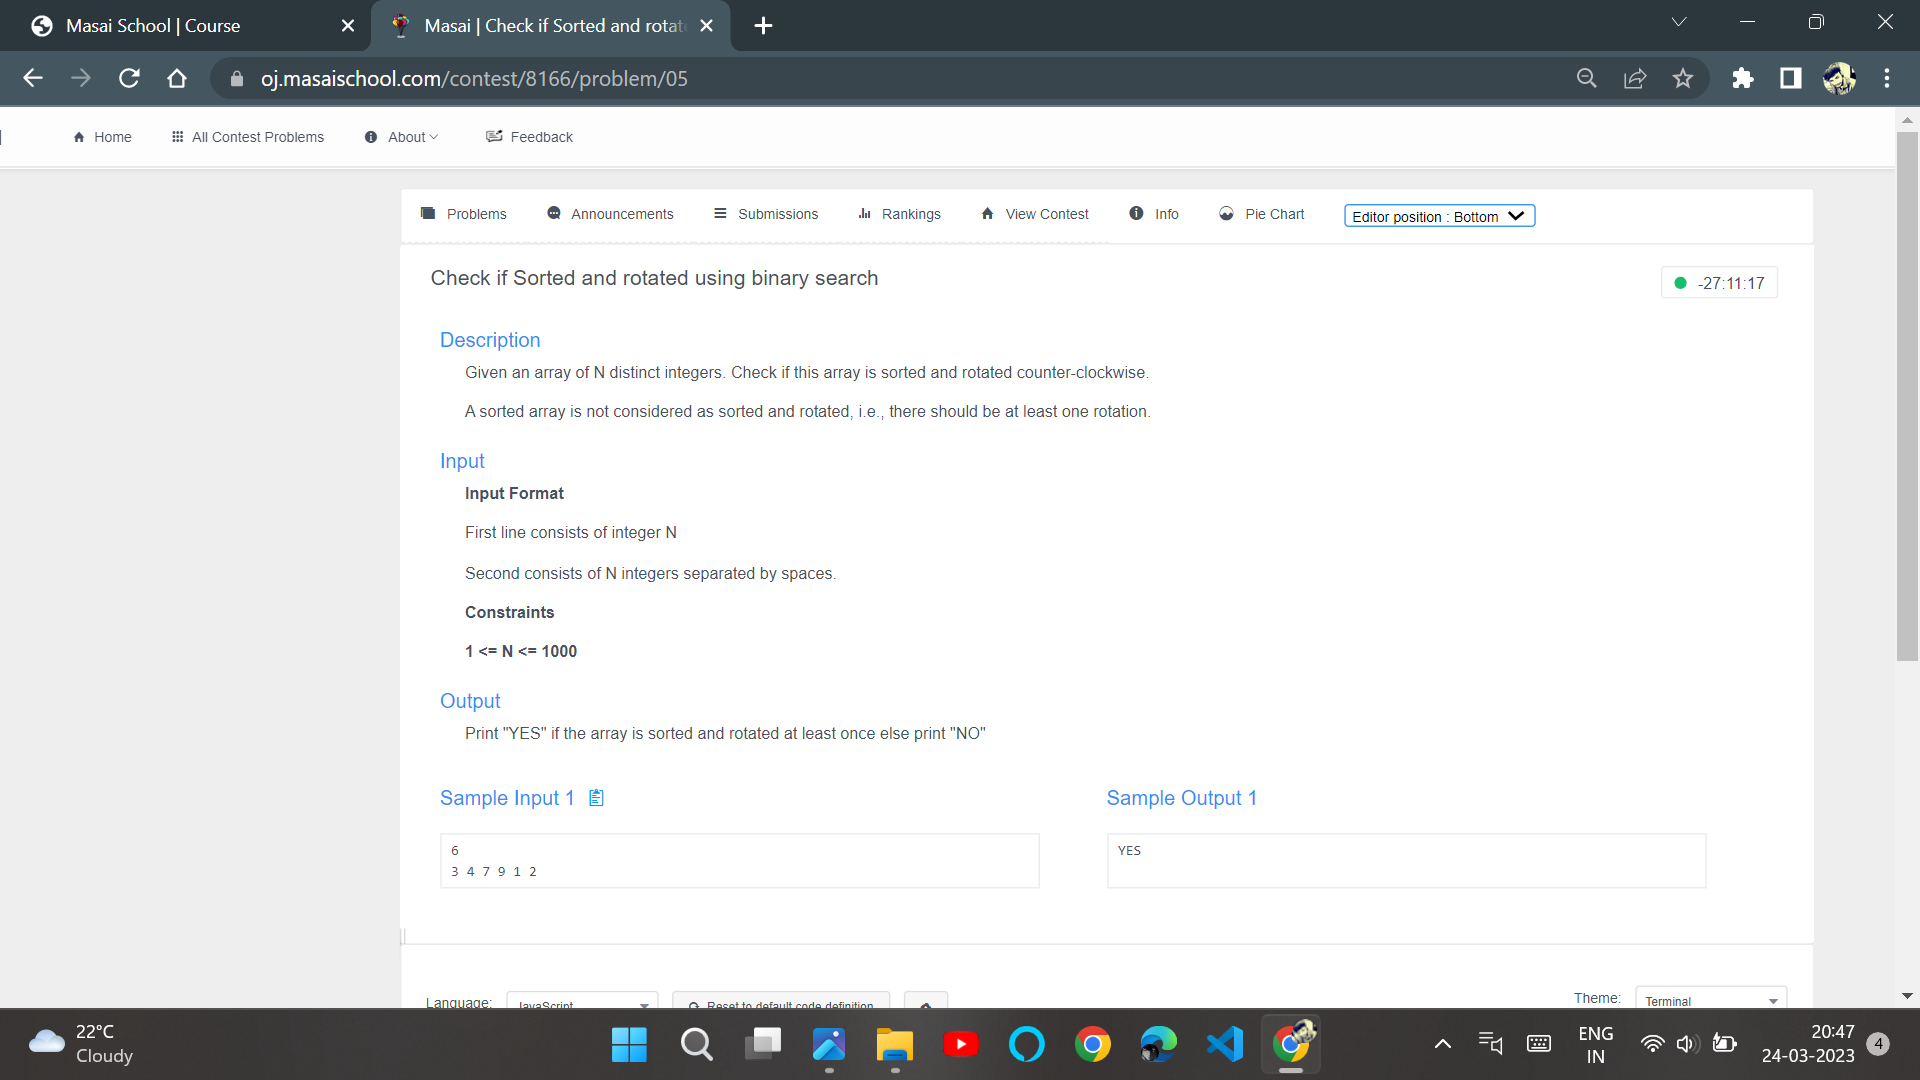 Masai School | Course
Masai | Check if Sorted and rotate
oj.masaischool.com/contest/8166/problem/05
Home
All Contest Problems
About
Feedback
Problems
Announcements
Submissions
Rankings
View Contest
Info
Pie Chart
Editor position : Bottom
Check if Sorted and rotated using binary search
-27:11:17
Description
Given an array of N distinct integers. Check if this array is sorted and rotated counter-clockwise.
A sorted array is not considered as sorted and rotated, i.e., there should be at least one rotation.
Input
Input Format
First line consists of integer N
Second consists of N integers separated by spaces.
Constraints
1 <= N <= 1000
Output
Print "YES" if the array is sorted and rotated at least once else print "NO"
Sample Input 1
Sample Output 1
6
3 4 7 9 1 2
YES
Language:
JavaScript
Reset to default code definition
Theme:
Terminal
22°C
Cloudy
ENG
IN
20:47
24-03-2023
4